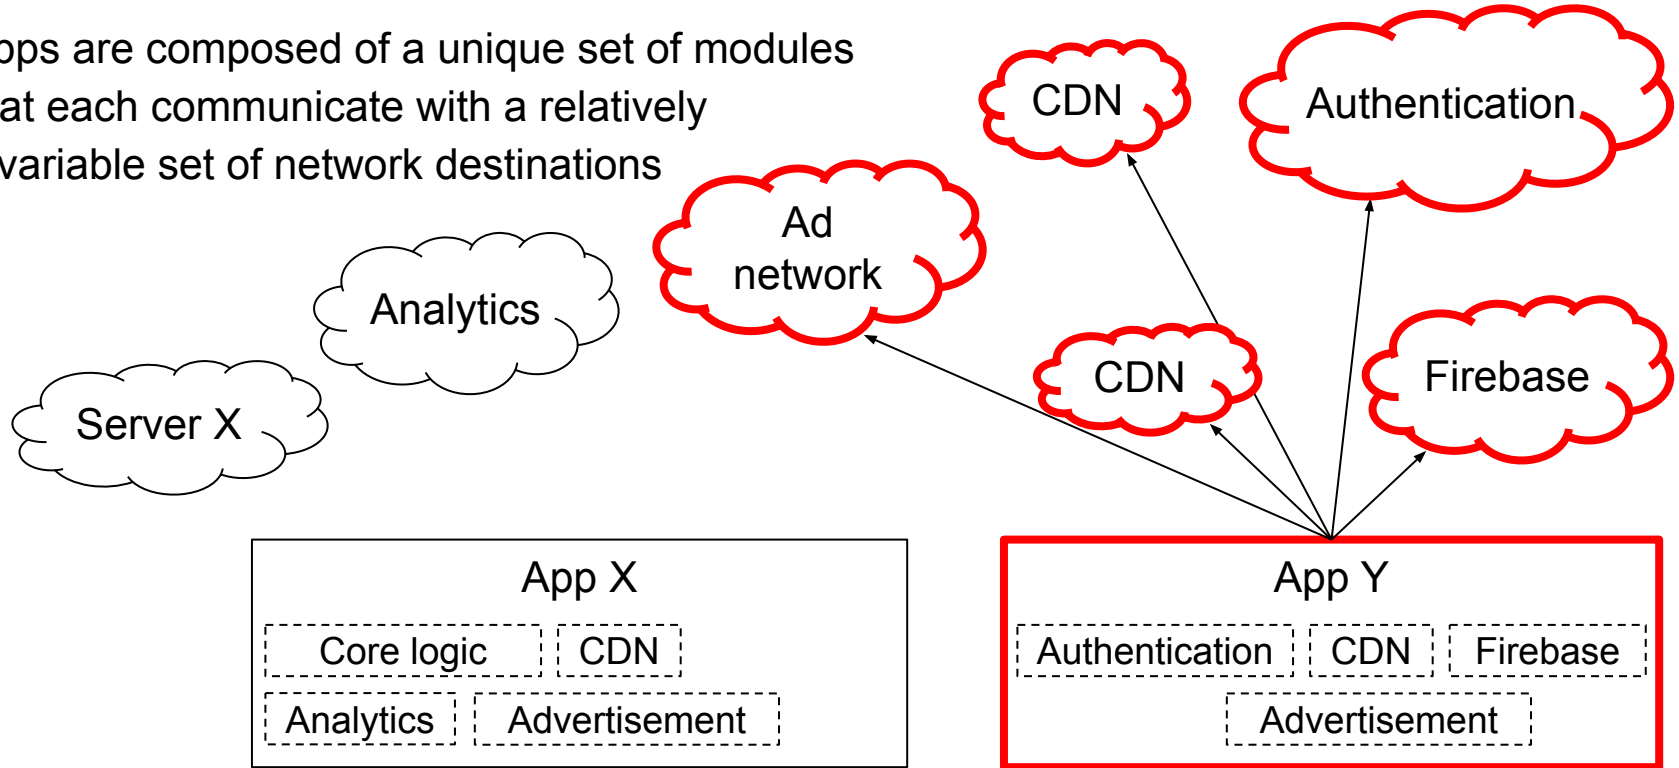 pps are composed of a unique set of modules
at each communicate with a relatively
variable set of network destinations
CDN
Authentication
Ad
network
Analytics
CDN
Firebase
Server X
App X
Core logic
CDN
Analytics
Advertisement
App Y
Authentication
CDN
Firebase
Advertisement